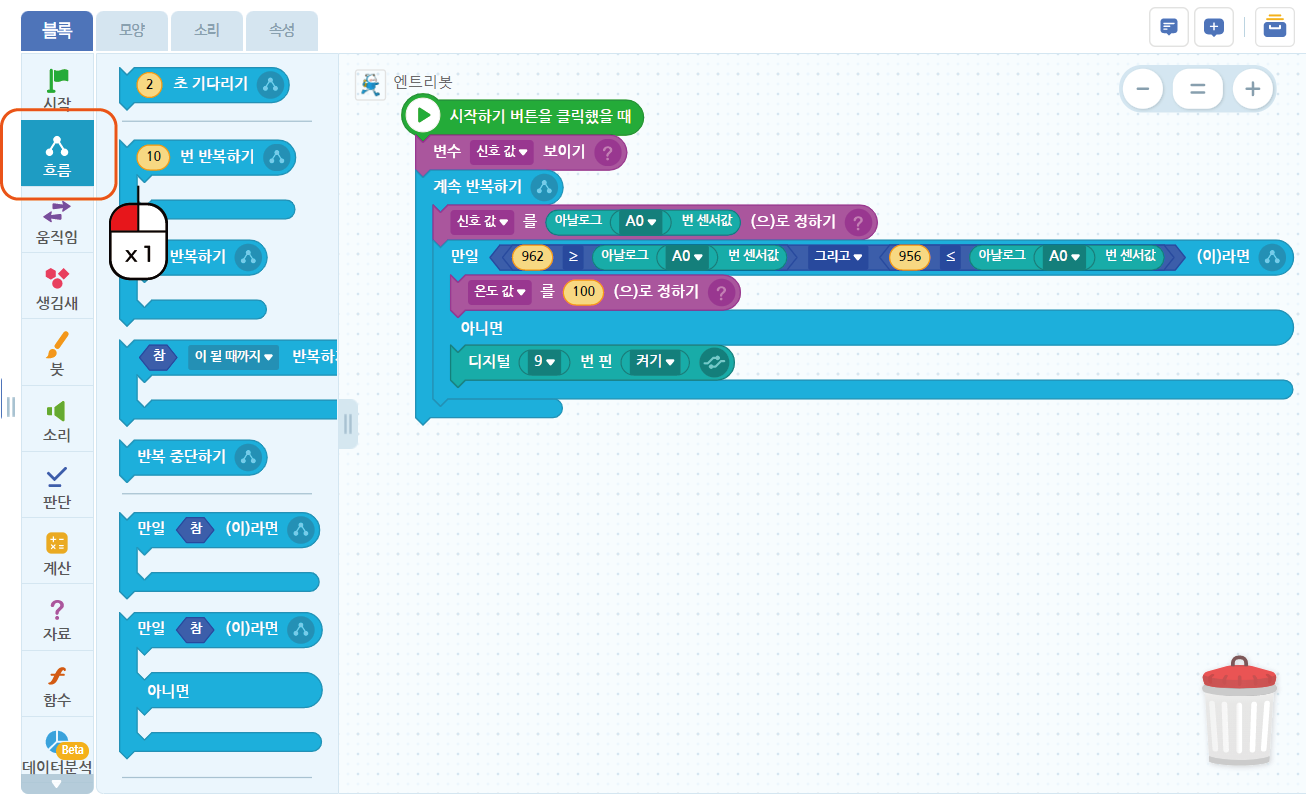 블록 모양 소리 속성
시작
흐름
움직임
생김새
붓
소리
판단
계산
자료
함수
Beta
데이터분석
2 초 기다리기
10 번 반복하기
x1
반복하기
참 이 될 때까지▼ 반복하
반복 중단하기
만일 참 (이)라면
만일 참 (이)라면
아니면
엔트리봇
시작하기 버튼을 클릭했을 때
변수 신호 값▼ 보이기 ?
계속 반복하기
신호 값▼ 를 아날로그 A0▼ 번 센서값 (으)로 정하기 ?
만일 962 ≥ 아날로그 A0▼ 번 센서값 그리고▼ 956 ≤ 아날로그 A0▼ 번 센서값 (이)라면
온도 값▼ 를 100 (으)로 정하기 ?
아니면
디지털 9▼ 번 핀 켜기▼